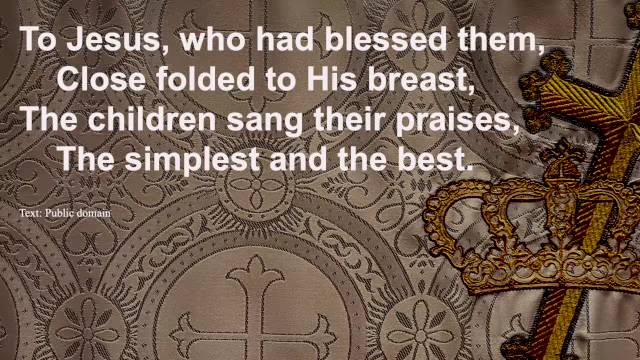 To Jesus, who had blessed them,
Close folded to His breast,
The children sang their praises,
The simplest and the best.
Text: Public domain